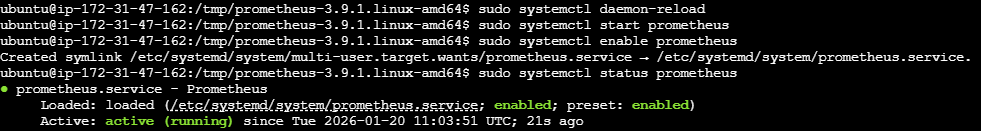 ubuntu@ip-172-31-47-162:/tmp/prometheus-3.9.1.linux-amd64$ sudo systemctl daemon-reload
ubuntu@ip-172-31-47-162:/tmp/prometheus-3.9.1.linux-amd64$ sudo systemctl start prometheus
ubuntu@ip-172-31-47-162:/tmp/prometheus-3.9.1.linux-amd64$ sudo systemctl enable prometheus
Created symlink /etc/systemd/system/multi-user.target.wants/prometheus.service → /etc/systemd/system/prometheus.service.
ubuntu@ip-172-31-47-162:/tmp/prometheus-3.9.1.linux-amd64$ sudo systemctl status prometheus
● prometheus.service - Prometheus
Loaded: loaded (/etc/systemd/system/prometheus.service; enabled; preset: enabled)
Active: active (running) since Tue 2026-01-20 11:03:51 UTC; 21s ago